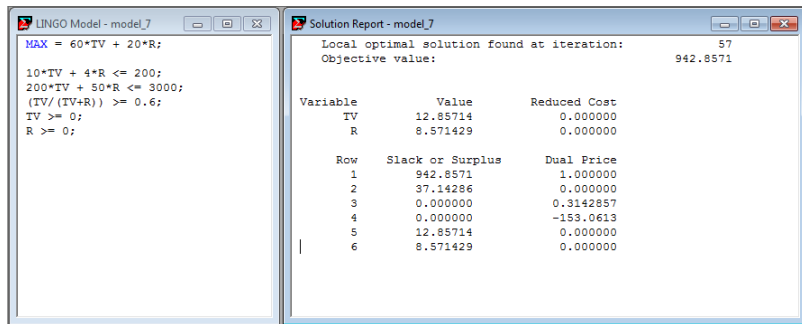 LINGO Model - model_7
MAX = 60*TV + 20*R;
10*TV + 4*R <= 200;
200*TV + 50*R <= 3000;
(TV/(TV+R)) >= 0.6;
TV >= 0;
R >= 0;
Solution Report - model_7
Local optimal solution found at iteration: 57
Objective value: 942.8571
Variable Value Reduced Cost
TV 12.85714 0.000000
R 8.571429 0.000000
Row Slack or Surplus Dual Price
1 942.8571 1.000000
2 37.14286 0.000000
3 0.000000 0.3142857
4 0.000000 -153.0613
5 12.85714 0.000000
6 8.571429 0.000000